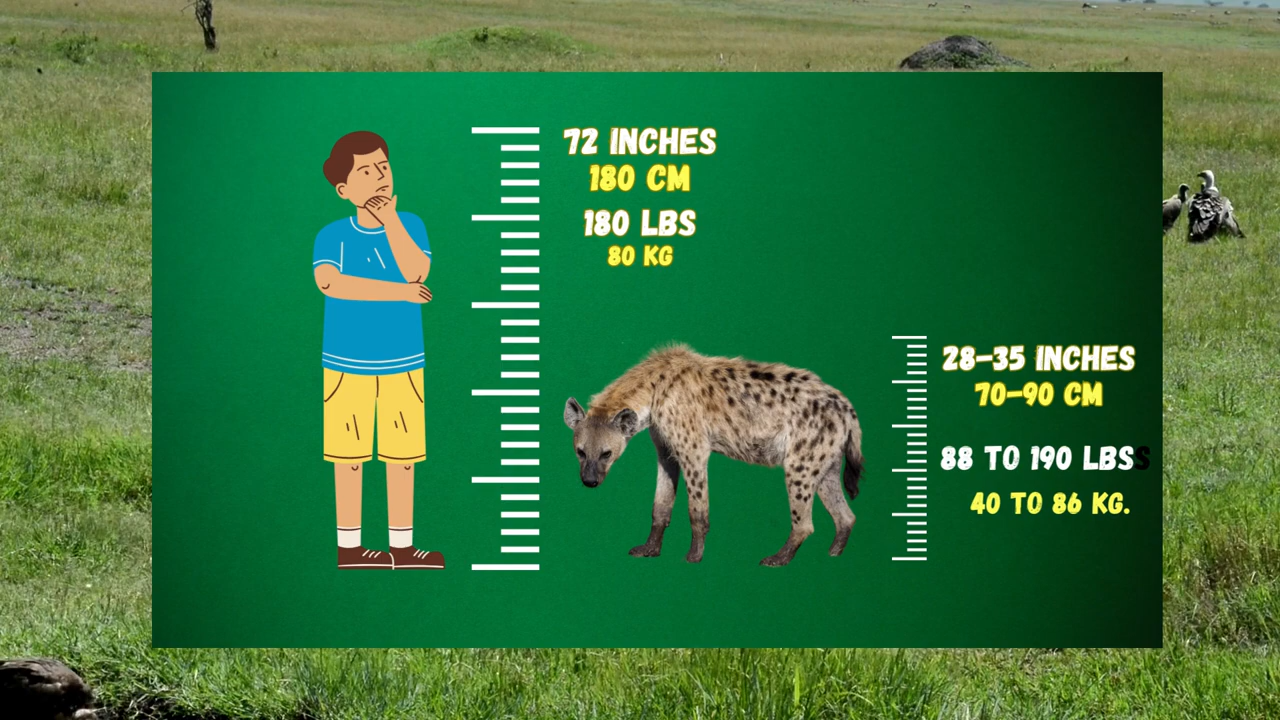 72 INCHES
180 CM
180 LBS
80 KG
28-35 INCHES
70-90 CM
88 TO 190 LBSS
40 TO 86 KG.